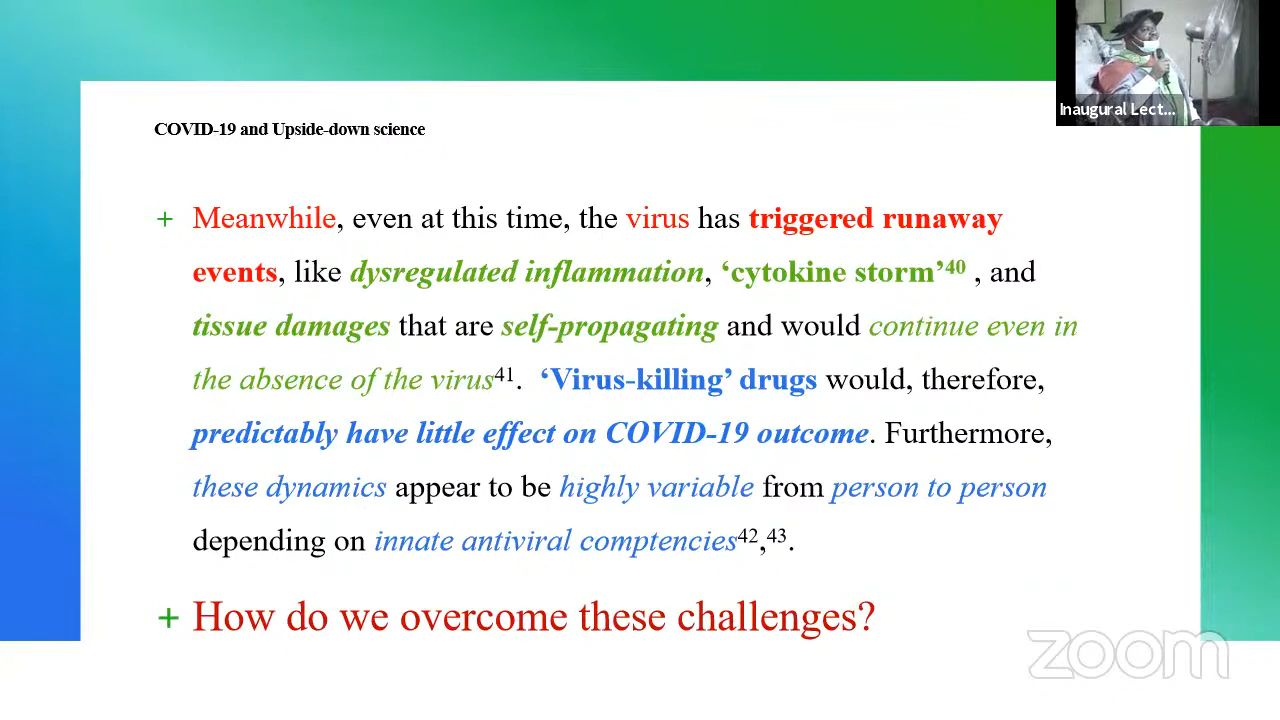 COVID-19 and Upside-down science
Inaugural Lect...
+ Meanwhile, even at this time, the virus has triggered runaway
events, like dysregulated inflammation, ‘cytokine storm’40 , and
tissue damages that are self-propagating and would continue even in
the absence of the virus41. ‘Virus-killing’ drugs would, therefore,
predictably have little effect on COVID-19 outcome. Furthermore,
these dynamics appear to be highly variable from person to person
depending on innate antiviral comptencies42,43.
+ How do we overcome these challenges?
zoom